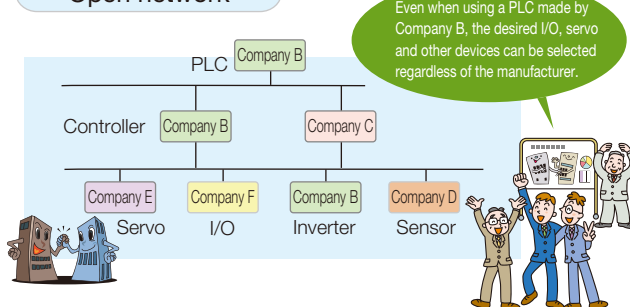 Open network
Even when using a PLC made by
Company B, the desired I/O, servo
and other devices can be selected
regardless of the manufacturer.
PLC Company B
Controller Company B Company C
Company E Company F Company B Company D
Servo I/O Inverter Sensor